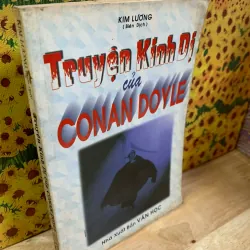 KIM LƯƠNG
( Biên Dịch )
Truyện Kinh Dị
của
CONAN DOYLE
Nhà Xuất Bản VĂN HỌC